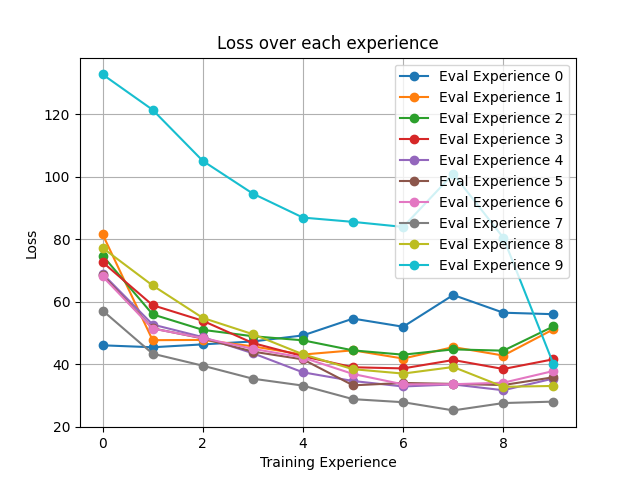 Loss over each experience
Loss
120
100
80
60
40
20
0
2
4
6
8
Training Experience
Eval Experience 0
Eval Experience 1
Eval Experience 2
Eval Experience 3
Eval Experience 4
Eval Experience 5
Eval Experience 6
Eval Experience 7
Eval Experience 8
Eval Experience 9